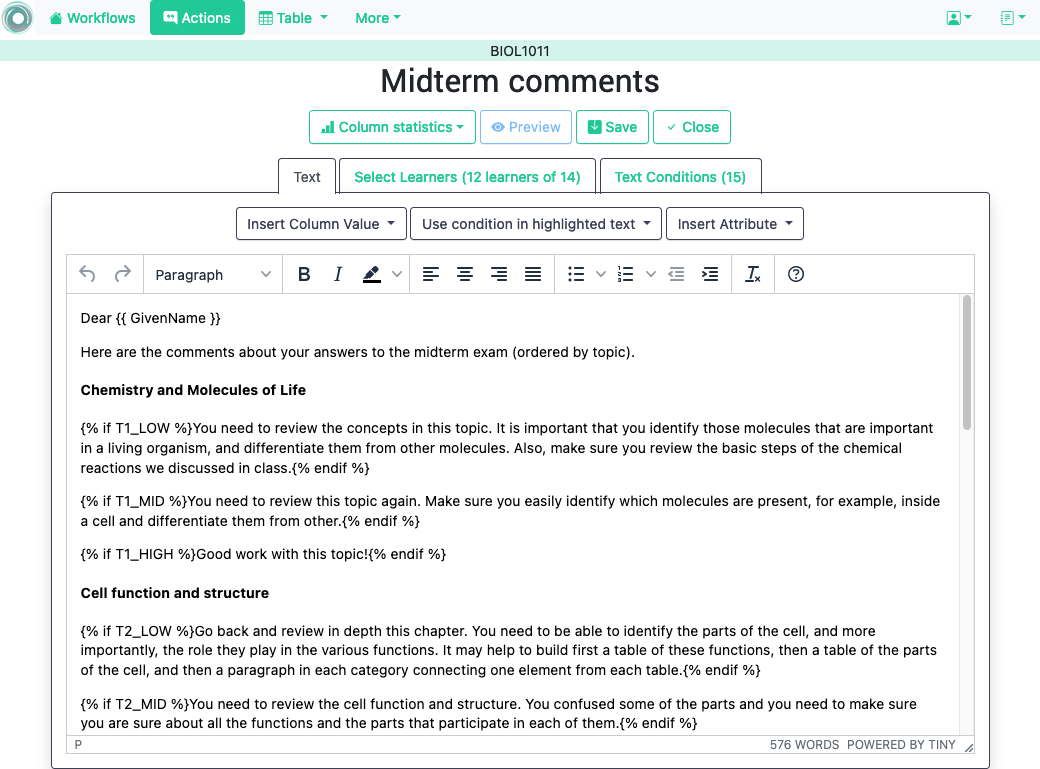 Workflows Actions Table More
BIOL1011
Midterm comments
Column statistics Preview Save Close
Text Select Learners (12 learners of 14) Text Conditions (15)
Insert Column Value Use condition in highlighted text Insert Attribute
Paragraph B I
Dear {{ GivenName }}
Here are the comments about your answers to the midterm exam (ordered by topic).
Chemistry and Molecules of Life
{% if T1_LOW %}You need to review the concepts in this topic. It is important that you identify those molecules that are important
in a living organism, and differentiate them from other molecules. Also, make sure you review the basic steps of the chemical
reactions we discussed in class.{% endif %}
{% if T1_MID %}You need to review this topic again. Make sure you easily identify which molecules are present, for example, inside
a cell and differentiate them from other.{% endif %}
{% if T1_HIGH %}Good work with this topic!{% endif %}
Cell function and structure
{% if T2_LOW %}Go back and review in depth this chapter. You need to be able to identify the parts of the cell, and more
importantly, the role they play in the various functions. It may help to build first a table of these functions, then a table of the parts
of the cell, and then a paragraph in each category connecting one element from each table.{% endif %}
{% if T2_MID %}You need to review the cell function and structure. You confused some of the parts and you need to make sure
you are sure about all the functions and the parts that participate in each of them.{% endif %}
P 576 WORDS POWERED BY TINY